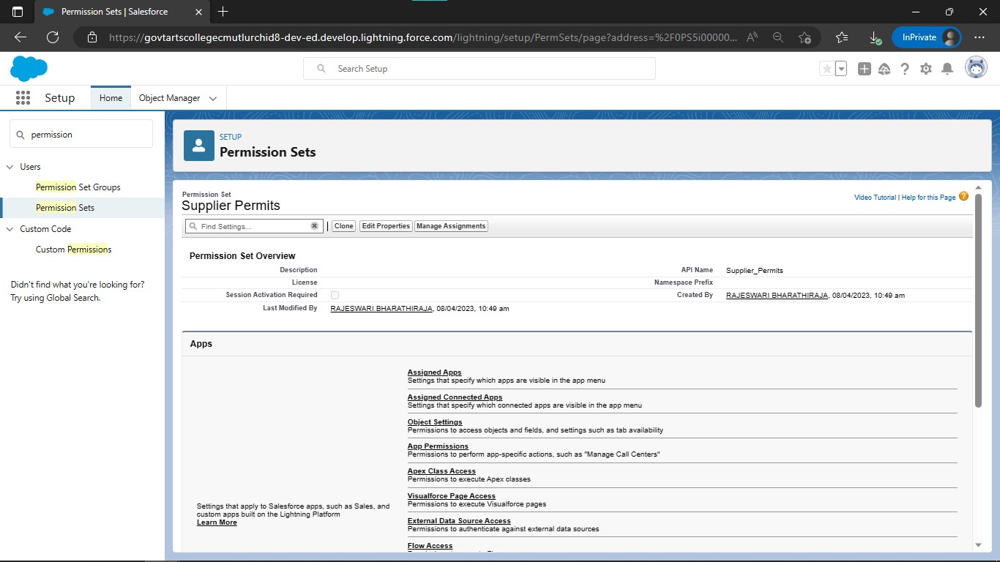 Permission Sets | Salesforce
https://govtartscollegecmutlurchid8-dev-ed.develop.lightning.force.com/lightning/setup/PermSets/page?address=%2F0PS5i00000...
InPrivate
Search Setup
Setup
Home
Object Manager
permission
Users
Permission Set Groups
Permission Sets
Custom Code
Custom Permissions
Didn't find what you're looking for?
Try using Global Search.
SETUP
Permission Sets
Permission Set
Supplier Permits
Video Tutorial | Help for this Page
Find Settings...
| Clone Edit Properties Manage Assignments
Permission Set Overview
Description
API Name Supplier_Permits
License
Namespace Prefix
Session Activation Required
Created By RAJESWARI BHARATHIRAJA, 08/04/2023, 10:49 am
Last Modified By RAJESWARI BHARATHIRAJA, 08/04/2023, 10:49 am
Apps
Settings that apply to Salesforce apps, such as Sales, and
custom apps built on the Lightning Platform
Learn More
Assigned Apps
Settings that specify which apps are visible in the app menu
Assigned Connected Apps
Settings that specify which connected apps are visible in the app menu
Object Settings
Permissions to access objects and fields, and settings such as tab availability
App Permissions
Permissions to perform app-specific actions, such as "Manage Call Centers"
Apex Class Access
Permissions to execute Apex classes
Visualforce Page Access
Permissions to execute Visualforce pages
External Data Source Access
Permissions to authenticate against external data sources
Flow Access